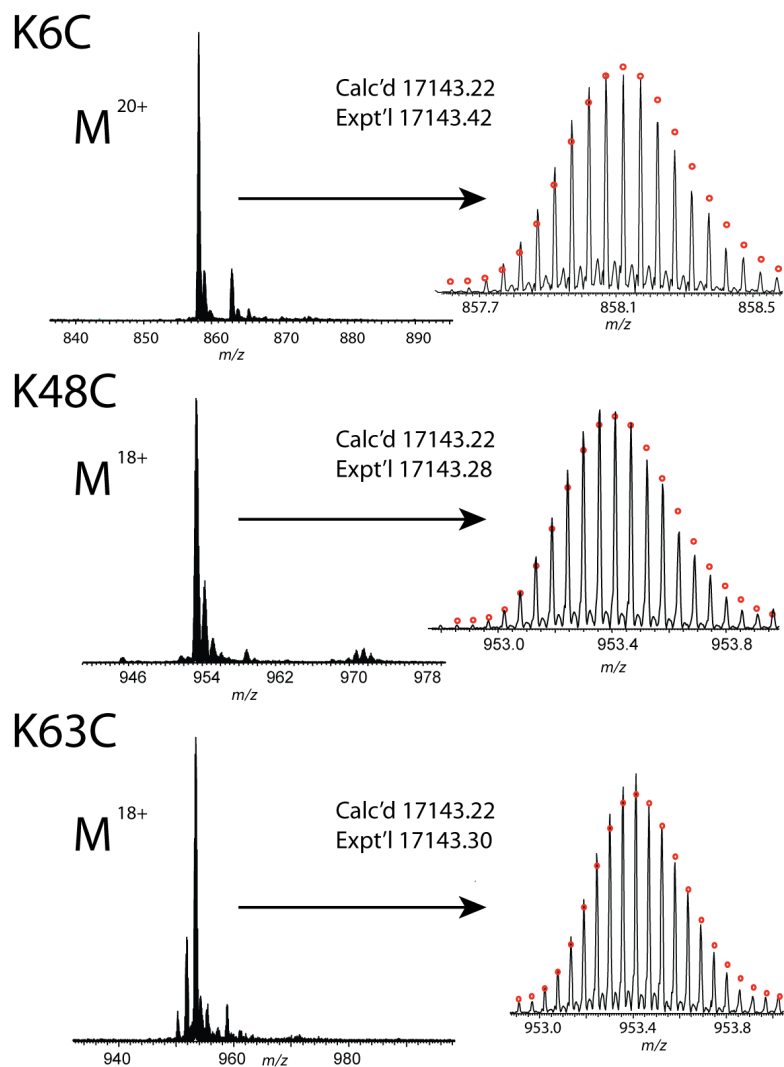 K6C
M 20+
Calc'd 17143.22
Expt'l 17143.42
840 850 860 870 880 890
m/z
857.7 858.1 858.5
m/z
K48C
M 18+
Calc'd 17143.22
Expt'l 17143.28
946 954 962 970 978
m/z
953.0 953.4 953.8
m/z
K63C
M 18+
Calc'd 17143.22
Expt'l 17143.30
940 960 m/z 980
953.0 953.4 953.8
m/z